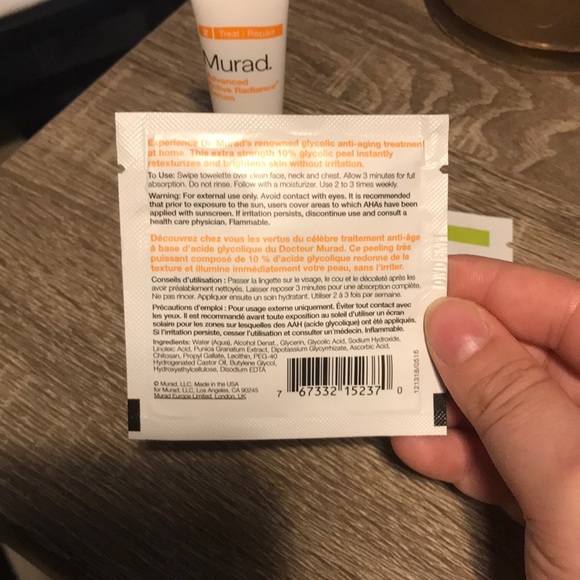 Treat | Repair
Murad.
Advanced
Active Radiance™
Serum
Experience Dr. Murad's renowned glycolic anti-aging treatment
at home. This extra strength 10% glycolic peel instantly
retexturizes and brightens skin without irritation.
To Use: Swipe towelette over clean face, neck and chest. Allow 3 minutes for full
absorption. Do not rinse. Follow with a moisturizer. Use 2 to 3 times weekly.
Warning: For external use only. Avoid contact with eyes. It is recommended
that prior to exposure to the sun, users cover areas to which AHAs have been
applied with sunscreen. If irritation persists, discontinue use and consult a
health care physician. Flammable.
Découvrez chez vous les vertus du célèbre traitement anti-âge
à base d'acide glycolique du Docteur Murad. Ce peeling très
puissant composé de 10 % d'acide glycolique redonne de la
texture et illumine immédiatement votre peau, sans l'irriter.
Conseils d'utilisation : Passer la lingette sur le visage, le cou et le décolleté après les
avoir préalablement nettoyés. Laisser reposer 3 minutes pour une absorption complète.
Ne pas rincer. Appliquer ensuite un soin hydratant. Utiliser 2 à 3 fois par semaine.
Précautions d'emploi : Pour usage externe uniquement. Éviter tout contact avec
les yeux. Il est recommandé avant toute exposition au soleil d'utiliser un écran
solaire pour les zones sur lesquelles des AAH (acide glycolique) ont été appliqués.
Si l'irritation persiste, cesser l'utilisation et consulter un médecin. Inflammable.
Ingredients: Water (Aqua), Alcohol Denat., Glycerin, Glycolic Acid, Sodium Hydroxide,
Linoleic Acid, Punica Granatum Extract, Dipotassium Glycyrrhizate, Ascorbic Acid,
Chitosan, Propyl Gallate, Lecithin, PEG-40
Hydrogenated Castor Oil, Butylene Glycol,
Hydroxyethylcellulose, Disodium EDTA
© Murad, LLC. Made in the USA
for Murad, LLC, Los Angeles, CA 90245
Murad Europe Limited, London, UK
7 67332 15237 0
121318/0516